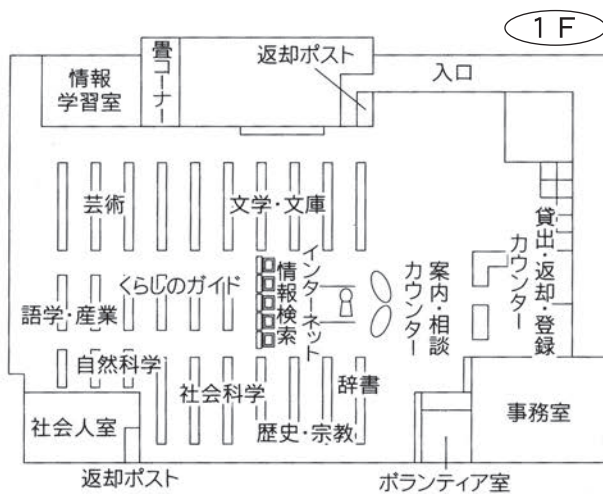 1F
返却ポスト
入口
畳コーナー
情報
学習室
芸術
文学・文庫
貸出・返却・登録
カウンター
案内・相談
カウンター
インターネット
情報検索
くらしのガイド
語学・産業
自然科学
社会科学
辞書
歴史・宗教
社会人室
事務室
返却ポスト
ボランティア室